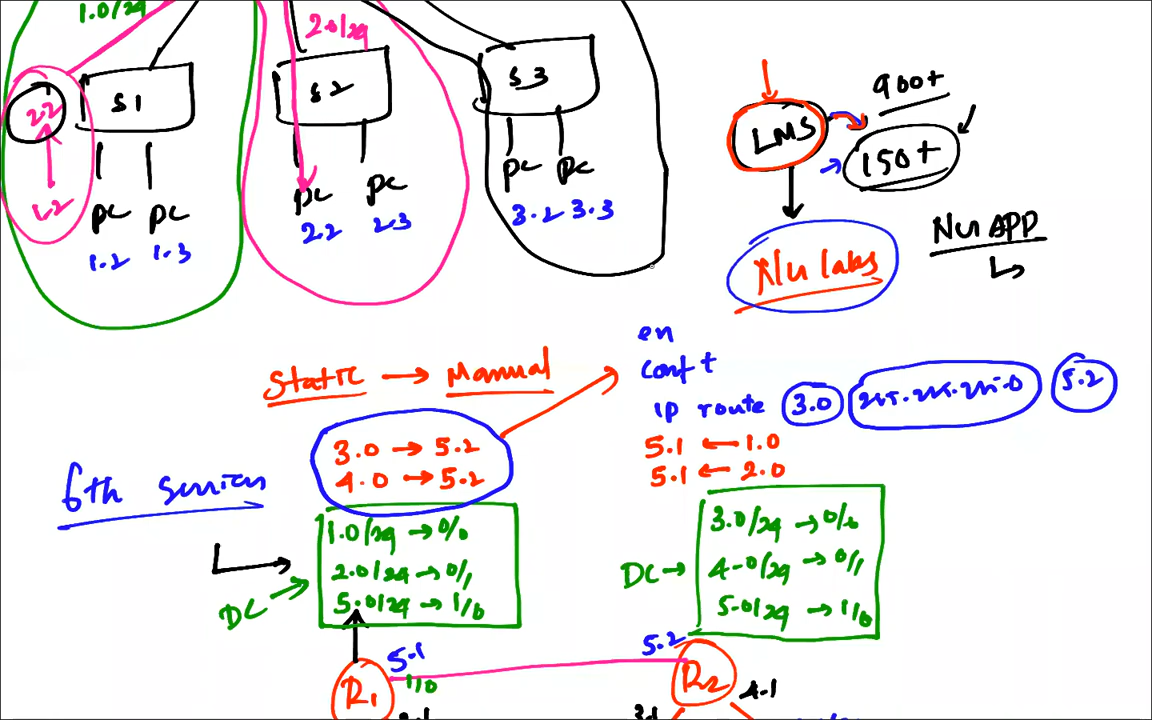 1.0/24
2.0/24
S1
S2
S3
2.2
1.2
PC PC
1.2 1.3
PC PC
2.2 2.3
PC PC
3.2 3.3
LMS
900+
150+
NU labs
NU APP
Static → Manual
en
conf t
ip route 3.0 255.255.255.0 5.2
3.0 → 5.2
4.0 → 5.2
5.1 ← 1.0
5.1 ← 2.0
6th
DC →
1.0/24 → 0/0
2.0/24 → 0/1
5.0/24 → 1/0
DC →
3.0/24 → 0/0
4.0/24 → 0/1
5.0/24 → 1/0
R1
5.1
1/0
5.2
R2
4.1